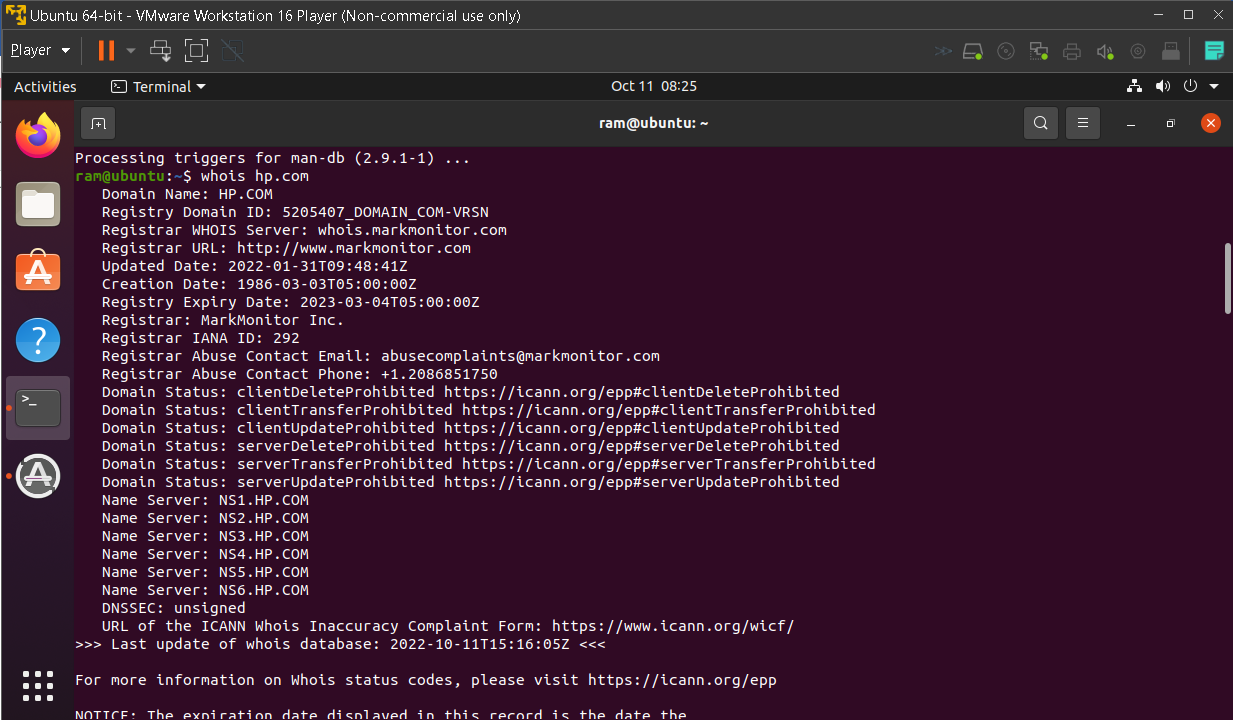 Ubuntu 64-bit - VMware Workstation 16 Player (Non-commercial use only)
Player
Activities
Terminal
Oct 11 08:25
ram@ubuntu: ~
Processing triggers for man-db (2.9.1-1) ...
ram@ubuntu:~$ whois hp.com
Domain Name: HP.COM
Registry Domain ID: 5205407_DOMAIN_COM-VRSN
Registrar WHOIS Server: whois.markmonitor.com
Registrar URL: http://www.markmonitor.com
Updated Date: 2022-01-31T09:48:41Z
Creation Date: 1986-03-03T05:00:00Z
Registry Expiry Date: 2023-03-04T05:00:00Z
Registrar: MarkMonitor Inc.
Registrar IANA ID: 292
Registrar Abuse Contact Email: abusecomplaints@markmonitor.com
Registrar Abuse Contact Phone: +1.2086851750
Domain Status: clientDeleteProhibited https://icann.org/epp#clientDeleteProhibited
Domain Status: clientTransferProhibited https://icann.org/epp#clientTransferProhibited
Domain Status: clientUpdateProhibited https://icann.org/epp#clientUpdateProhibited
Domain Status: serverDeleteProhibited https://icann.org/epp#serverDeleteProhibited
Domain Status: serverTransferProhibited https://icann.org/epp#serverTransferProhibited
Domain Status: serverUpdateProhibited https://icann.org/epp#serverUpdateProhibited
Name Server: NS1.HP.COM
Name Server: NS2.HP.COM
Name Server: NS3.HP.COM
Name Server: NS4.HP.COM
Name Server: NS5.HP.COM
Name Server: NS6.HP.COM
DNSSEC: unsigned
URL of the ICANN Whois Inaccuracy Complaint Form: https://www.icann.org/wicf/
>>> Last update of whois database: 2022-10-11T15:16:05Z <<<
For more information on Whois status codes, please visit https://icann.org/epp
NOTICE: The expiration date displayed in this record is the date the